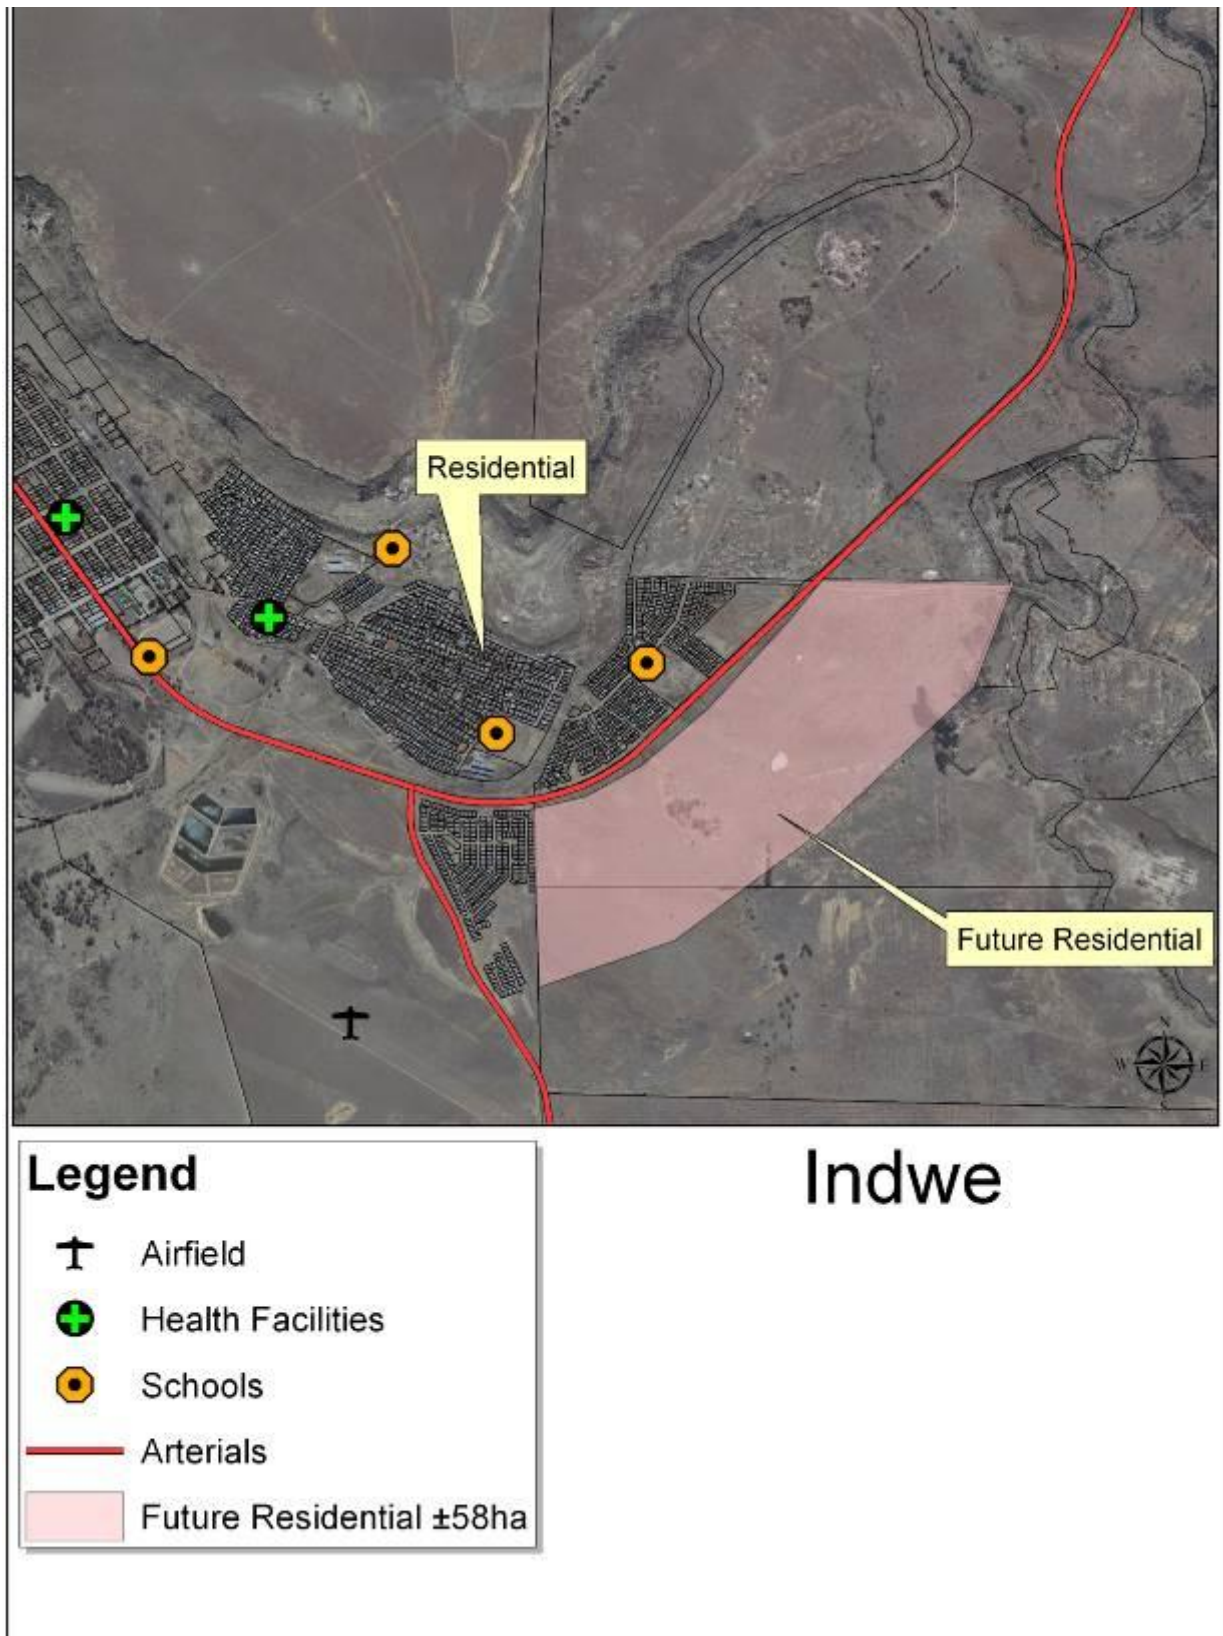 Residential
Future Residential
N
W E
S
Indwe
Legend
Airfield
Health Facilities
Schools
Arterials
Future Residential ±58ha